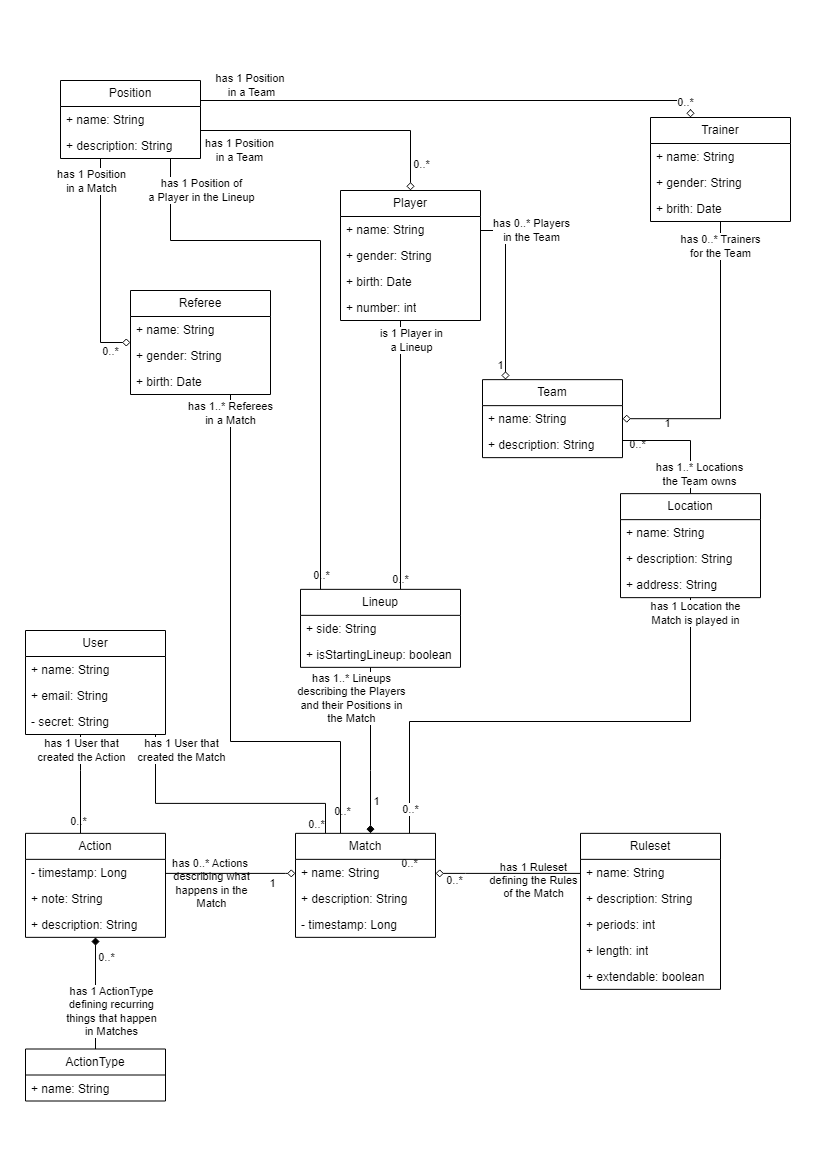 has 1 Position
in a Team
Position
+ name: String
+ description: String
0..*
Trainer
+ name: String
+ gender: String
+ brith: Date
has 1 Position
in a Team
0..*
has 1 Position
in a Match
has 1 Position of
a Player in the Lineup
Player
+ name: String
+ gender: String
+ birth: Date
+ number: int
has 0..* Players
in the Team
has 0..* Trainers
for the Team
Referee
+ name: String
+ gender: String
+ birth: Date
0..*
is 1 Player in
a Lineup
1
Team
+ name: String
+ description: String
1
0..*
has 1..* Referees
in a Match
has 1..* Locations
the Team owns
Location
+ name: String
+ description: String
+ address: String
0..*
0..*
Lineup
+ side: String
+ isStartingLineup: boolean
has 1 Location the
Match is played in
User
+ name: String
+ email: String
- secret: String
has 1..* Lineups
describing the Players
and their Positions in
the Match
has 1 User that
created the Action
has 1 User that
created the Match
0..*
0..*
0..*
1
0..*
Action
- timestamp: Long
+ note: String
+ description: String
has 0..* Actions
describing what
happens in the
Match
1
Match
0..*
+ name: String
+ description: String
- timestamp: Long
0..*
has 1 Ruleset
defining the Rules
of the Match
Ruleset
+ name: String
+ description: String
+ periods: int
+ length: int
+ extendable: boolean
0..*
has 1 ActionType
defining recurring
things that happen
in Matches
ActionType
+ name: String